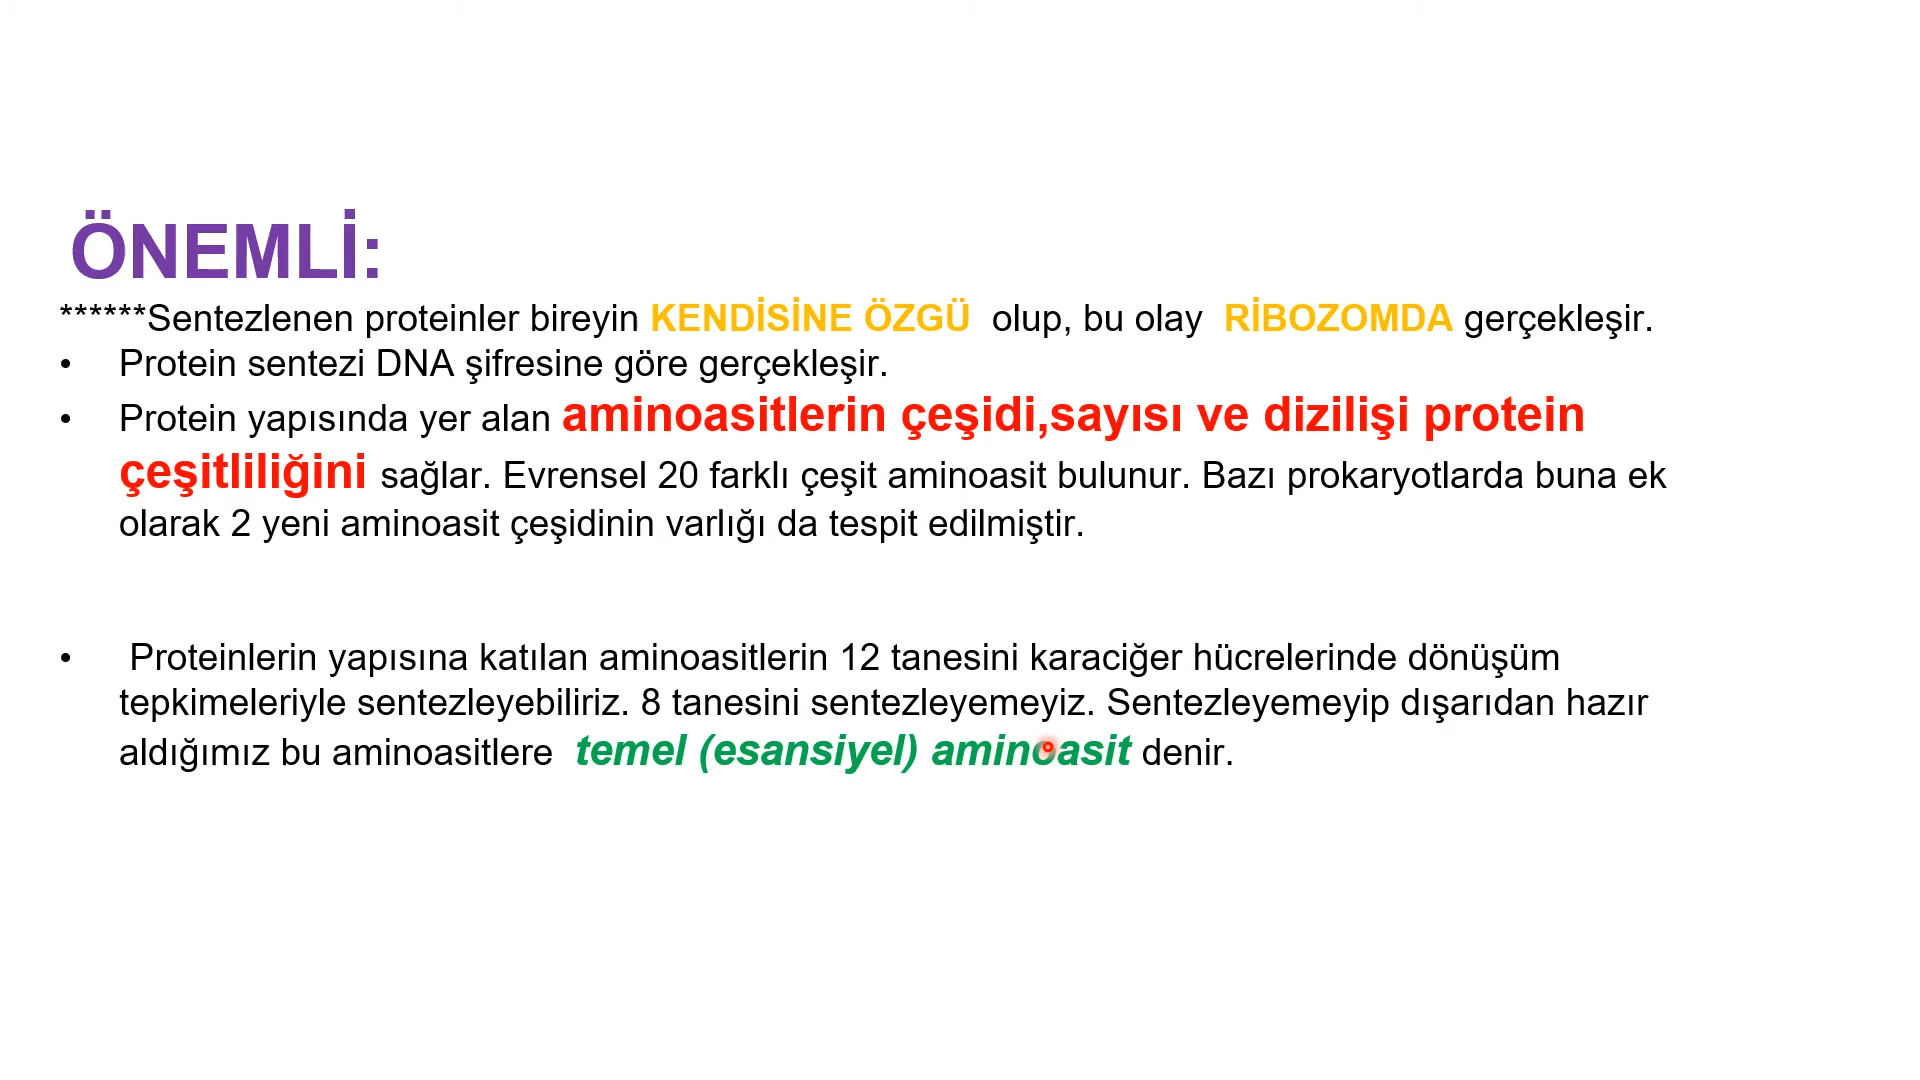 ÖNEMLİ:
******Sentezlenen proteinler bireyin KENDİSİNE ÖZGÜ olup, bu olay RİBOZOMDA gerçekleşir.
• Protein sentezi DNA şifresine göre gerçekleşir.
• Protein yapısında yer alan aminoasitlerin çeşidi,sayısı ve dizilişi protein
çeşitliliğini sağlar. Evrensel 20 farklı çeşit aminoasit bulunur. Bazı prokaryotlarda buna ek
olarak 2 yeni aminoasit çeşidinin varlığı da tespit edilmiştir.
• Proteinlerin yapısına katılan aminoasitlerin 12 tanesini karaciğer hücrelerinde dönüşüm
tepkimeleriyle sentezleyebiliriz. 8 tanesini sentezleyemeyiz. Sentezleyemeyip dışarıdan hazır
aldığımız bu aminoasitlere temel (esansiyel) aminoasit denir.